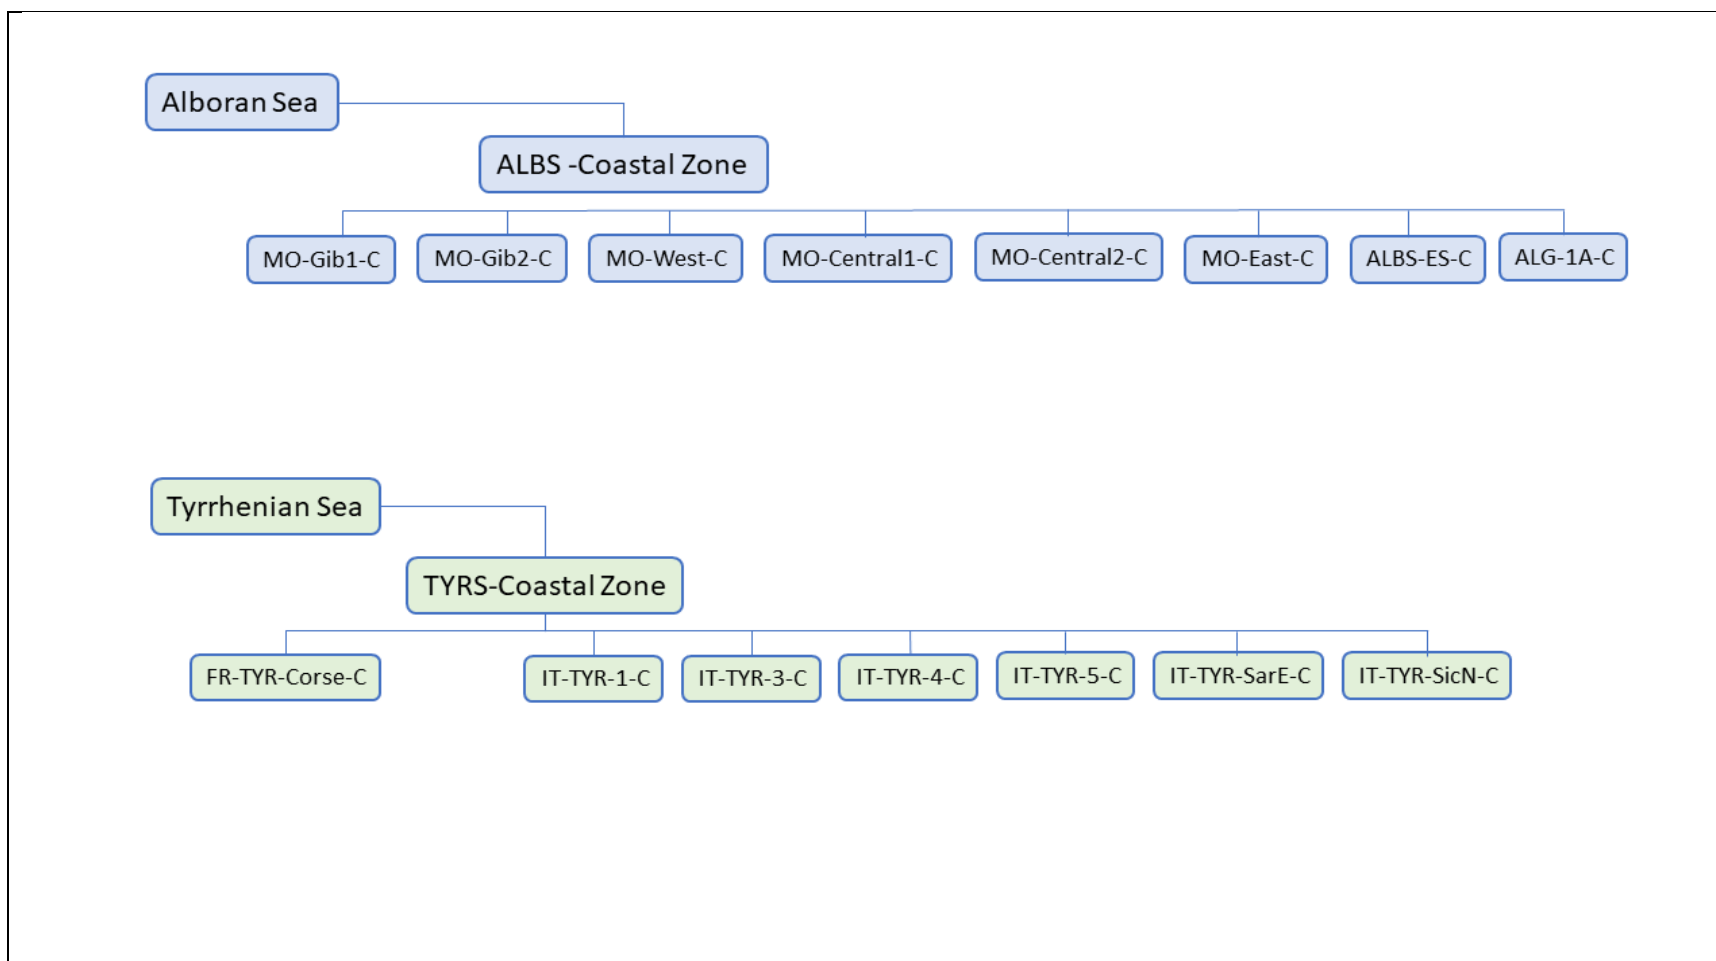 Alboran Sea
ALBS -Coastal Zone
MO-Gib1-C
MO-Gib2-C
MO-West-C
MO-Central1-C
MO-Central2-C
MO-East-C
ALBS-ES-C
ALG-1A-C
Tyrrhenian Sea
TYRS-Coastal Zone
FR-TYR-Corse-C
IT-TYR-1-C
IT-TYR-3-C
IT-TYR-4-C
IT-TYR-5-C
IT-TYR-SarE-C
IT-TYR-SicN-C